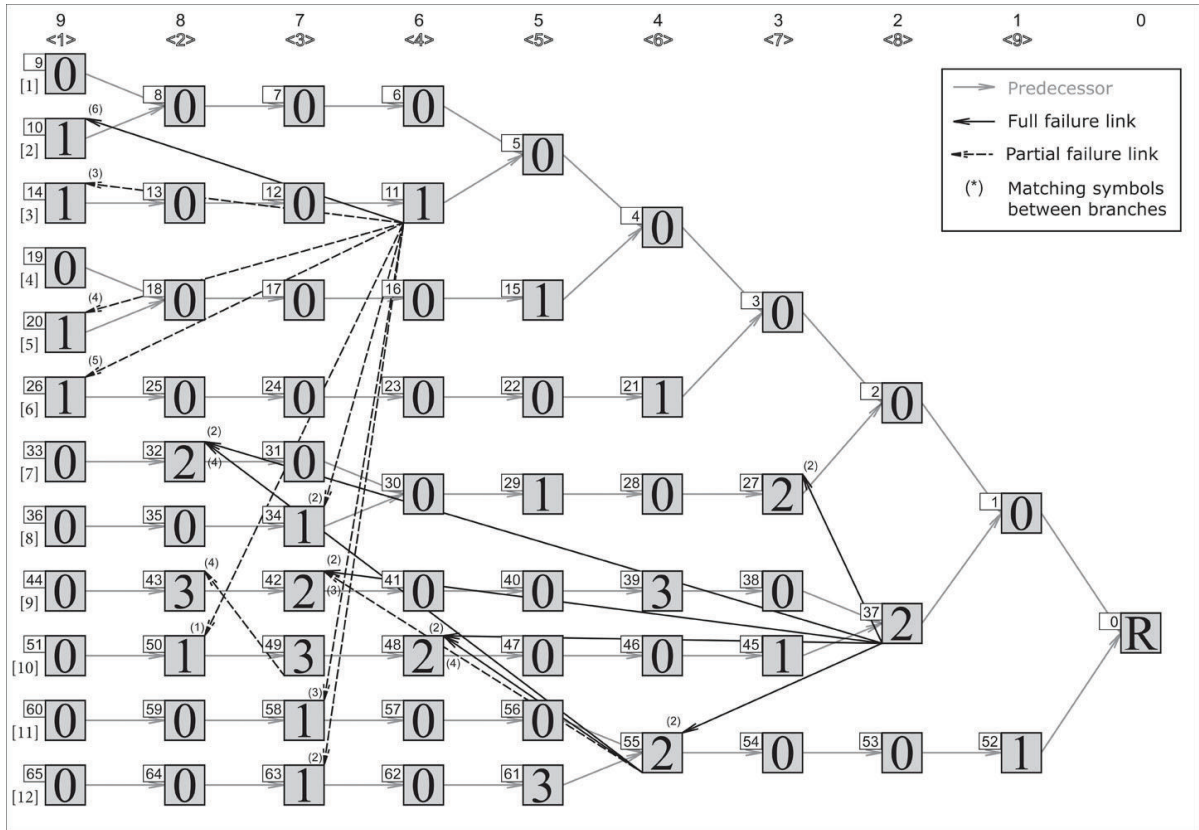 9 8 7 6 5 4 3 2 1 0
<1> <2> <3> <4> <5> <6> <7> <8> <9>
9 0
[1]
8 0 7 0 6 0
Predecessor
Full failure link
Partial failure link
(*) Matching symbols
between branches
10 1 (6)
[2]
5 0
14 1 (3) 13 0 12 0 11 1
[3]
4 0
19 0
[4]
18 0 17 0 16 0 15 1
20 1 (4)
[5]
3 0
26 1 (5) 25 0 24 0 23 0 22 0 21 1
[6]
2 0
33 0 32 2 (2) 31 0
[7] (4)
30 0 29 1 28 0 27 2 (2)
36 0 35 0 34 1 (2)
[8]
1 0
44 0 43 3 (4) 42 2 (2) 41 0 40 0 39 3 38 0
[9] (3)
37 2
51 0 50 1 (1) 49 3 48 2 (2) 47 0 46 0 45 1
[10] (4)
0 R
60 0 59 0 58 1 (3) 57 0 56 0
[11]
55 2 (2) 54 0 53 0 52 1
65 0 64 0 63 1 (2) 62 0 61 3
[12]